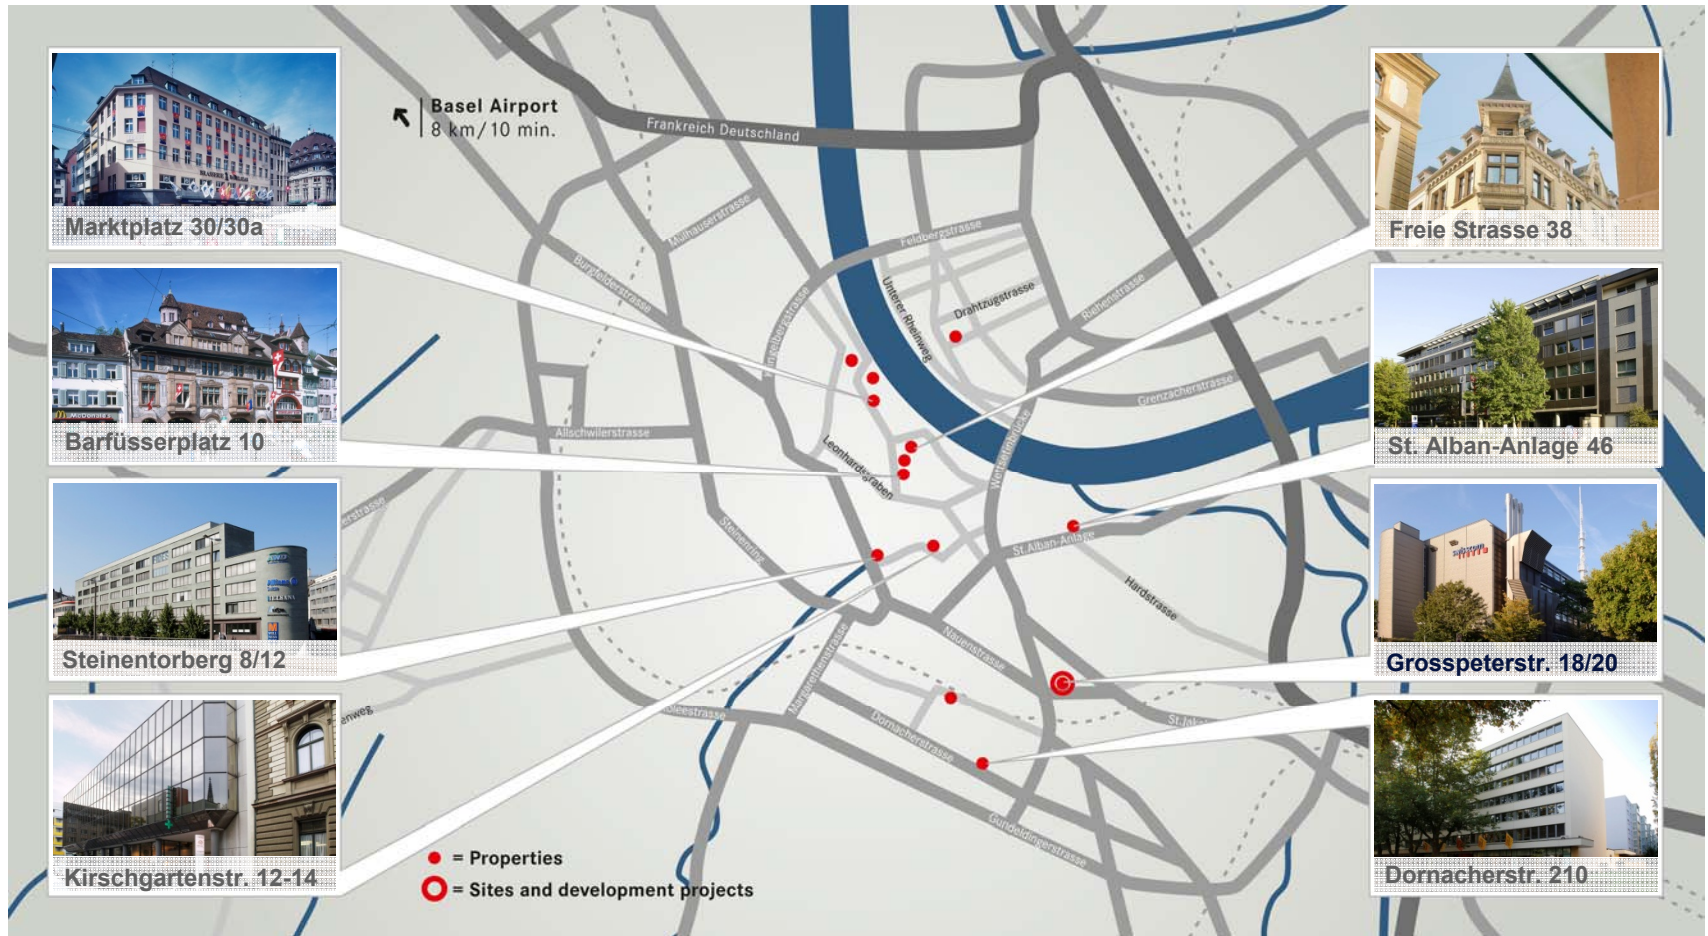 Basel Airport
8 km/10 min.
Frankreich Deutschland
Marktplatz 30/30a
Freie Strasse 38
Mülhauserstrasse
Feldbergstrasse
Burgfelderstrasse
Unterer Rheinweg
Drahtzugstrasse
Riehenstrasse
McDonald's
Barfüsserplatz 10
Allschwilerstrasse
Leonhardsgraben
Wettsteinbrücke
Grenzacherstrasse
St. Alban-Anlage 46
Steinenring
St.Alban-Anlage
Hardstrasse
swisscom
Steinentorberg 8/12
Grosspeterstr. 18/20
Nauenstrasse
Margarethenstrasse
Dornacherstrasse
Gundeldingerstrasse
Kirschgartenstr. 12-14
Dornacherstr. 210
= Properties
= Sites and development projects